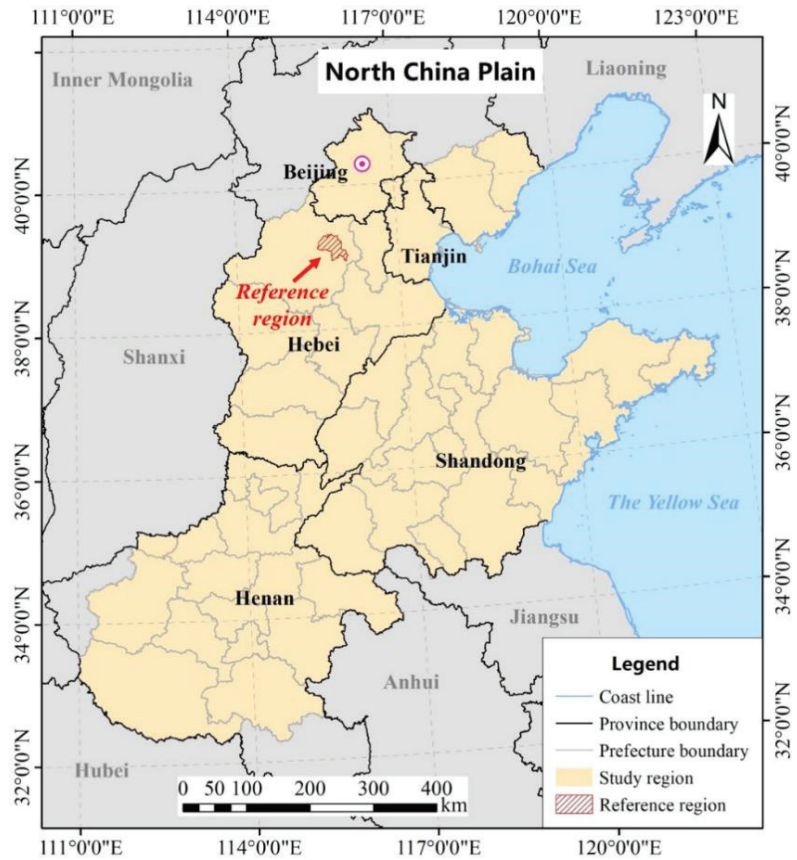 111°0'0"E 114°0'0"E 117°0'0"E 120°0'0"E 123°0'0"E
North China Plain
Inner Mongolia
Liaoning
N
Beijing
Tianjin
Bohai Sea
Reference
region
Hebei
Shanxi
Shandong
The Yellow Sea
Henan
Jiangsu
Anhui
Hubei
40°0'0"N
38°0'0"N
36°0'0"N
34°0'0"N
32°0'0"N
40°0'0"N
38°0'0"N
36°0'0"N
34°0'0"N
32°0'0"N
Legend
Coast line
Province boundary
Prefecture boundary
Study region
Reference region
0 50 100 200 300 400
km
111°0'0"E 114°0'0"E 117°0'0"E 120°0'0"E